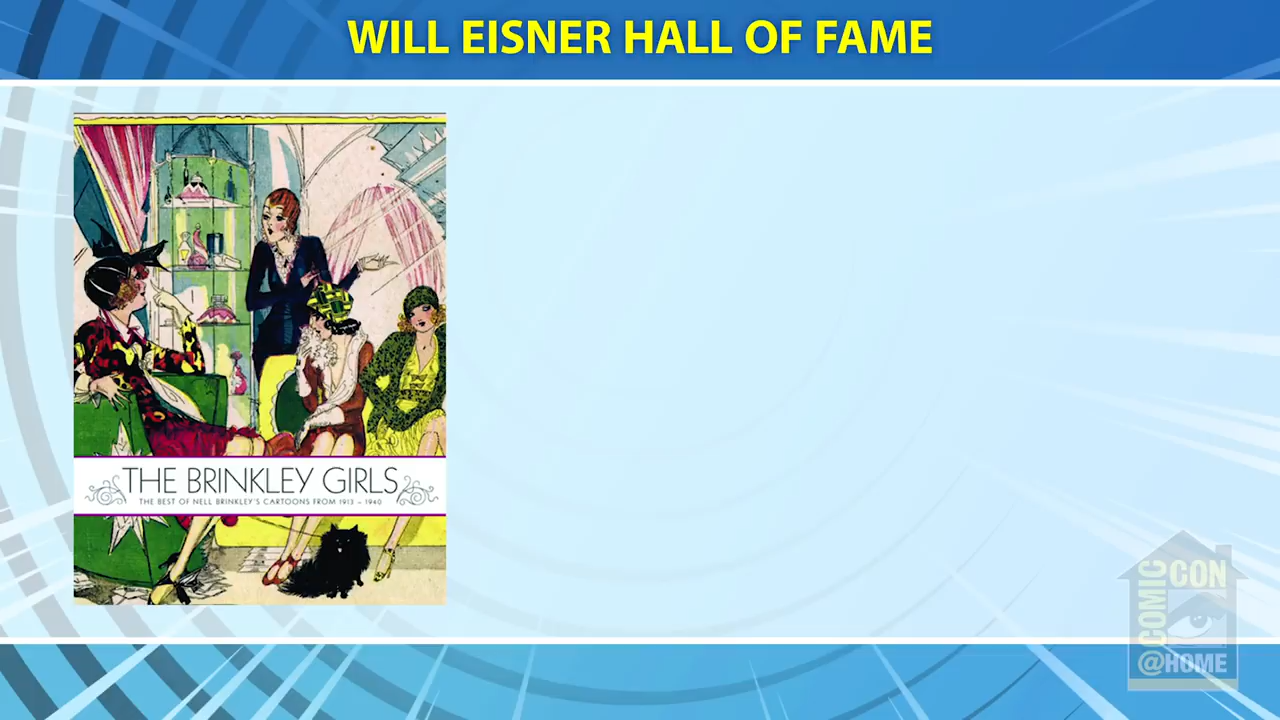 WILL EISNER HALL OF FAME
THE BRINKLEY GIRLS
THE BEST OF NELL BRINKLEY'S CARTOONS FROM 1913 – 1940
COMIC CON
@HOME